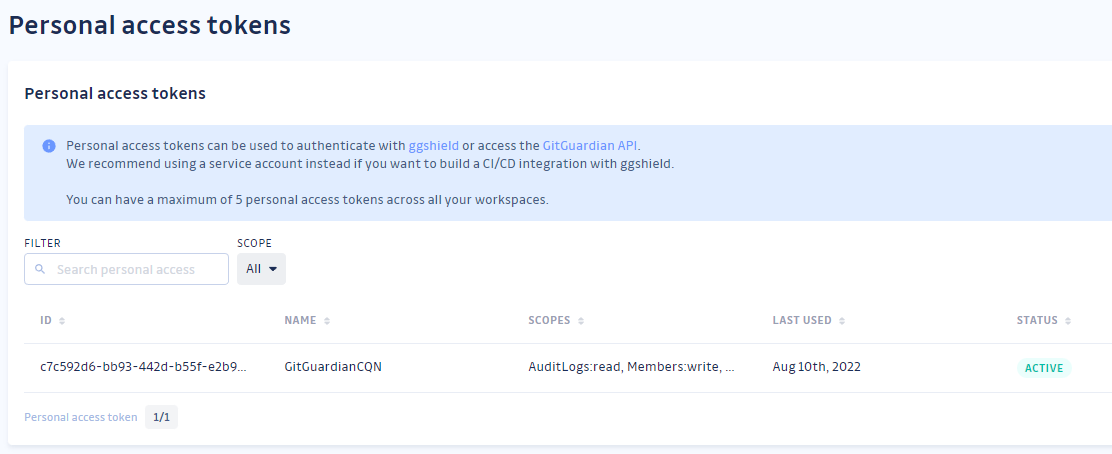 Personal access tokens
Personal access tokens
Personal access tokens can be used to authenticate with ggshield or access the GitGuardian API.
We recommend using a service account instead if you want to build a CI/CD integration with ggshield.
You can have a maximum of 5 personal access tokens across all your workspaces.
FILTER SCOPE
Search personal access All
ID NAME SCOPES LAST USED STATUS
c7c592d6-bb93-442d-b55f-e2b9... GitGuardianCQN AuditLogs:read, Members:write, ... Aug 10th, 2022 ACTIVE
Personal access token 1/1